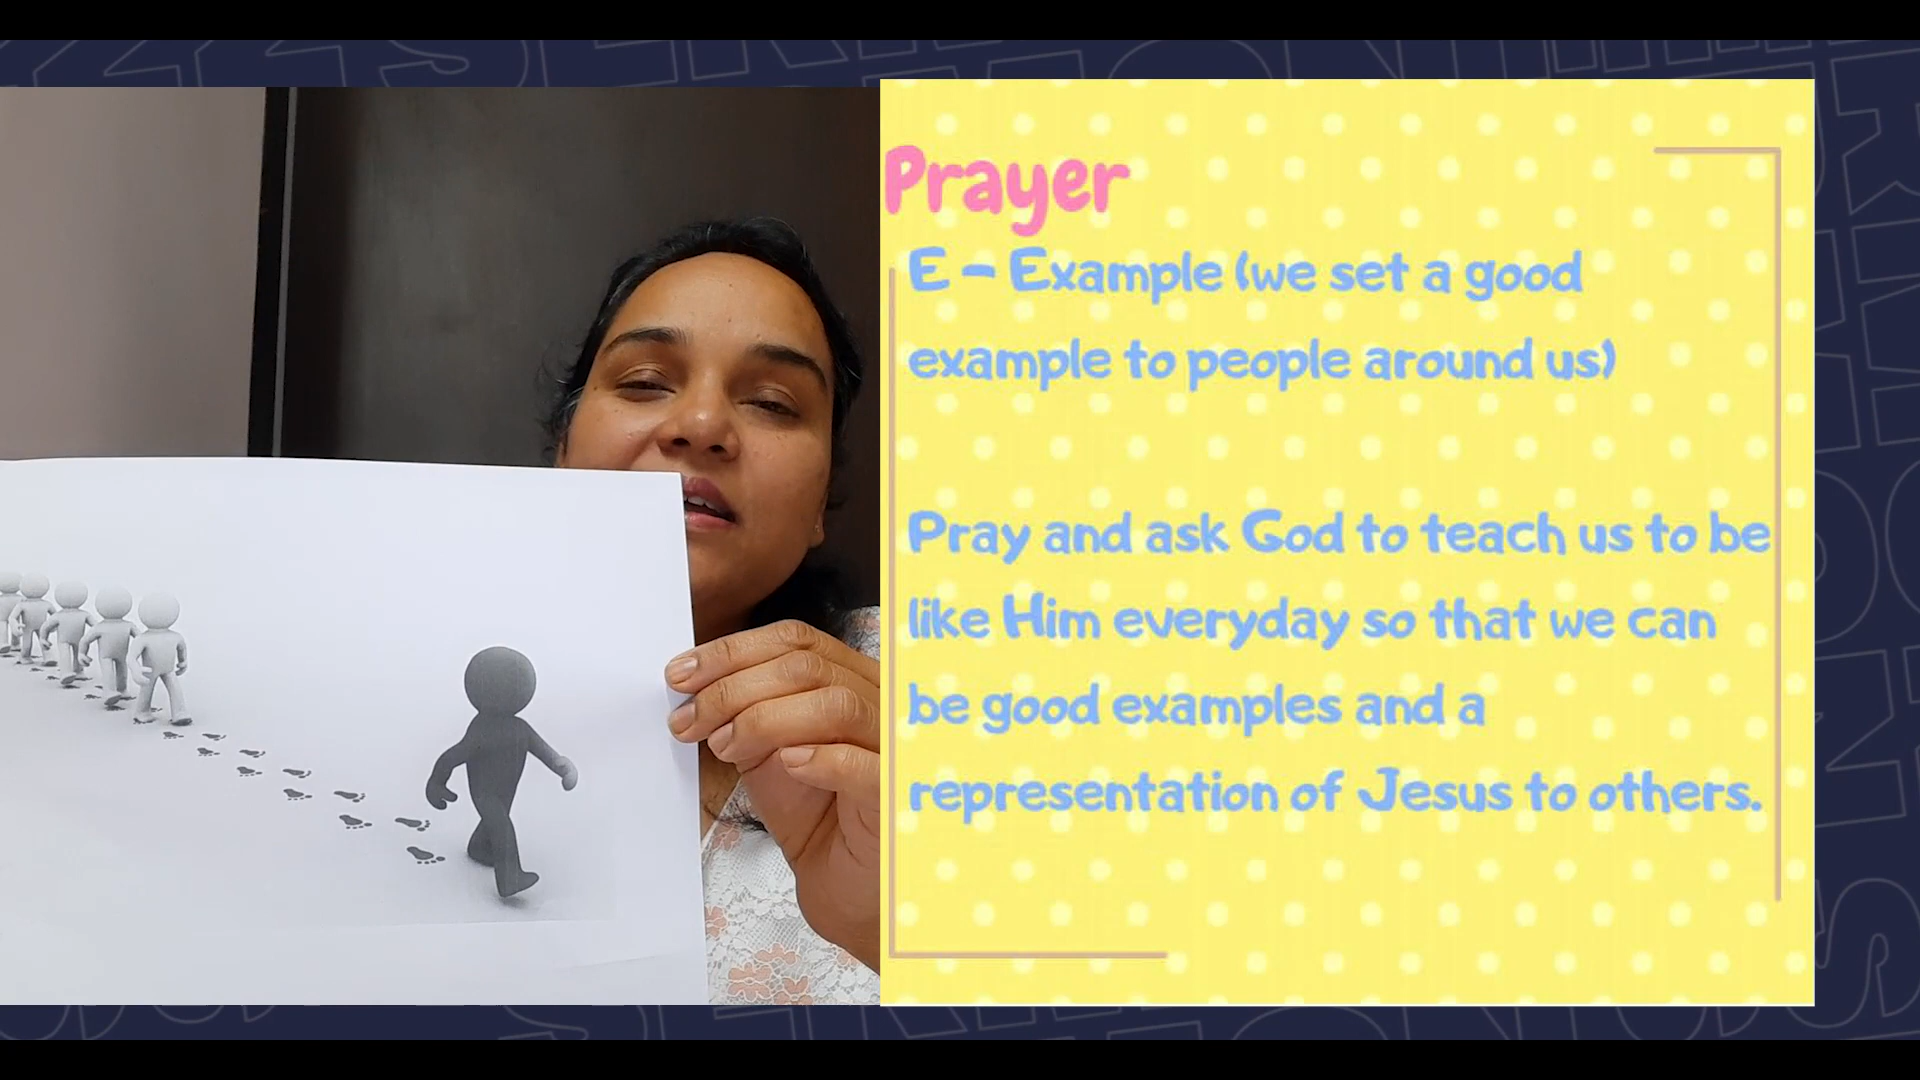 Prayer
E - Example (we set a good
example to people around us)
Pray and ask God to teach us to be
like Him everyday so that we can
be good examples and a
representation of Jesus to others.